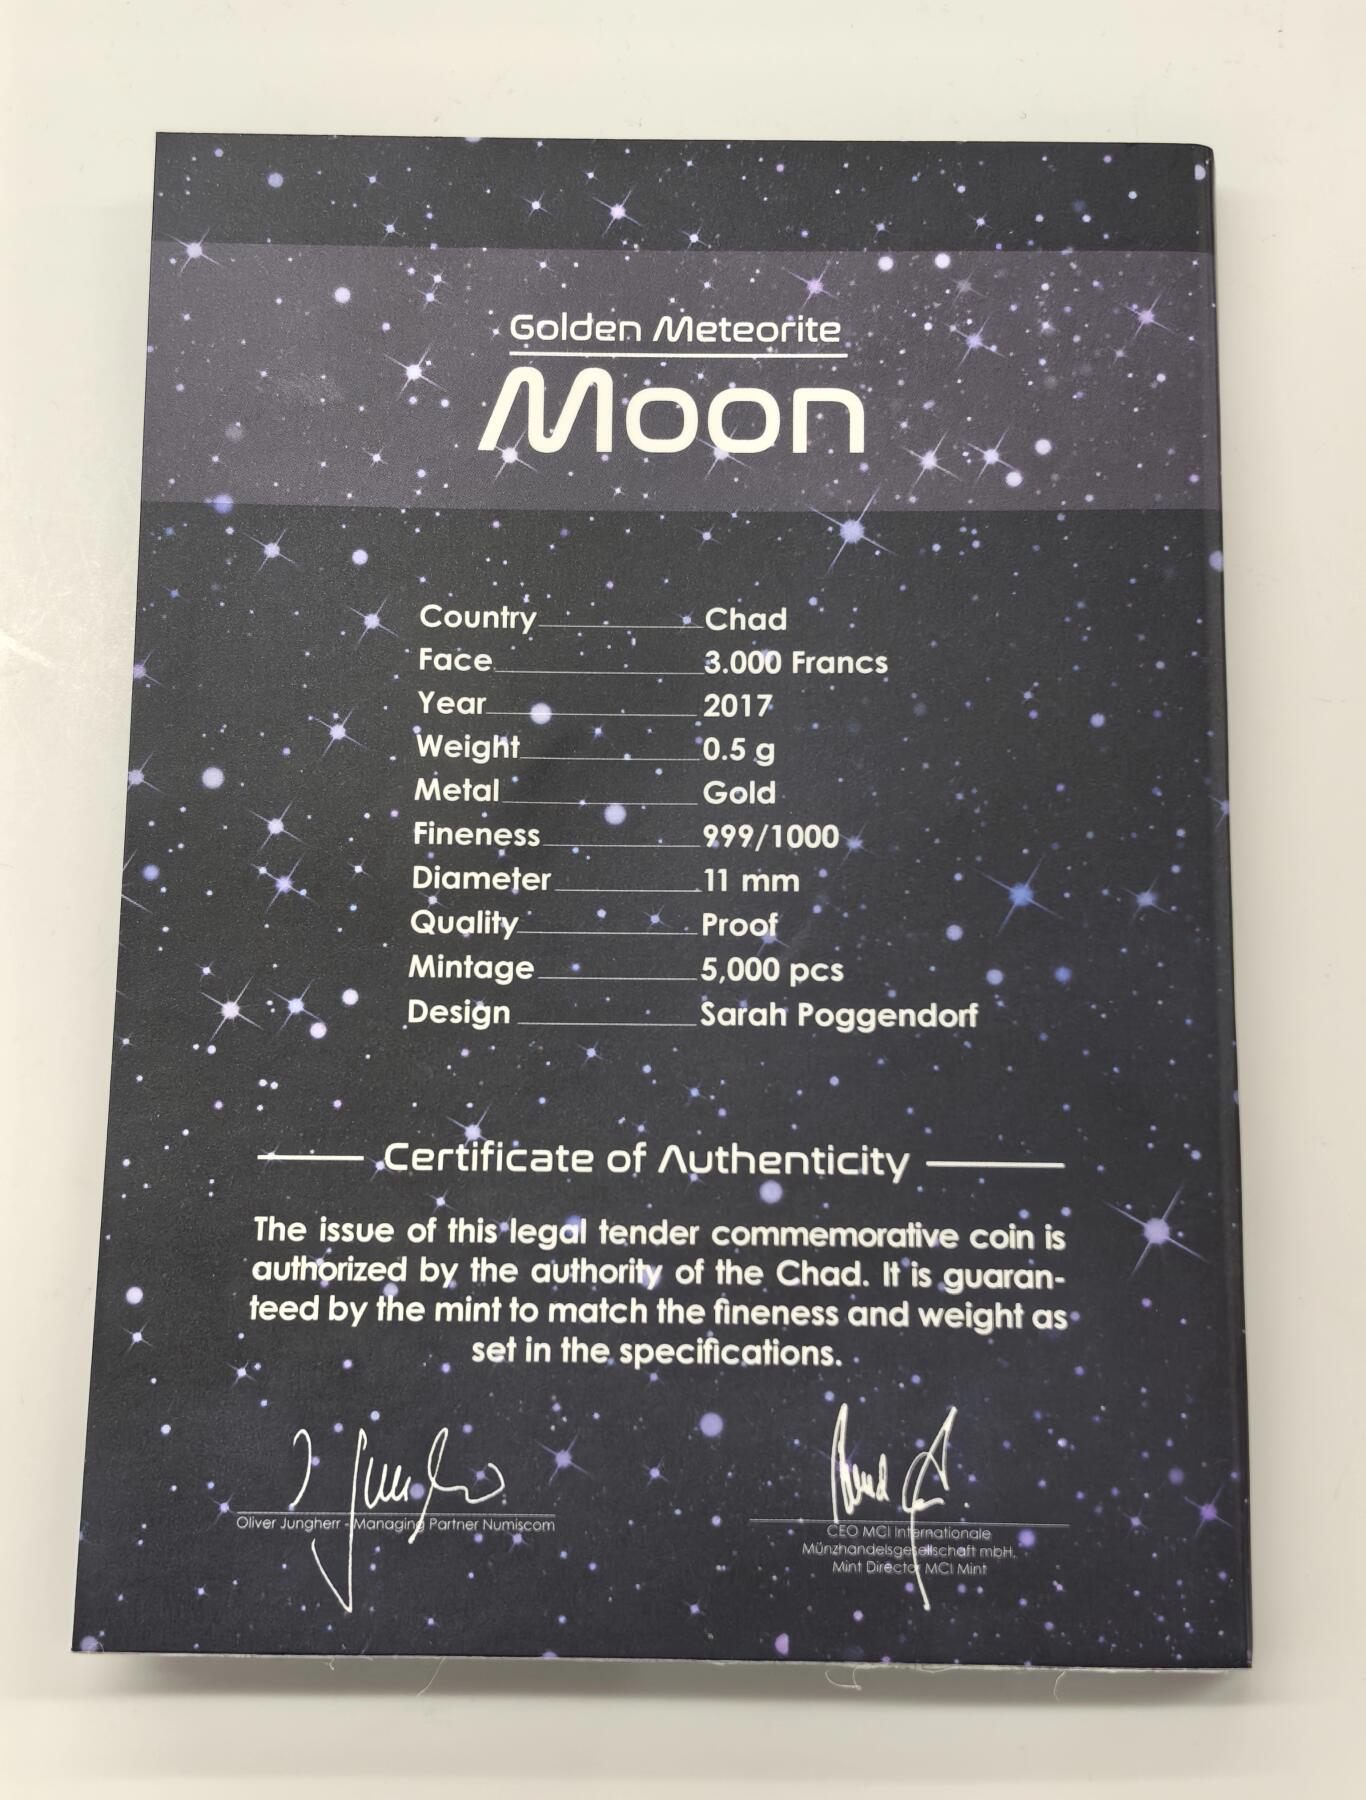 Golden Meteorite
Moon
Country Chad
Face 3.000 Francs
Year 2017
Weight 0.5 g
Metal Gold
Fineness 999/1000
Diameter 11 mm
Quality Proof
Mintage 5,000 pcs
Design Sarah Poggendorf
Certificate of Authenticity
The issue of this legal tender commemorative coin is
authorized by the authority of the Chad. It is guaran-
teed by the mint to match the fineness and weight as
set in the specifications.
Oliver Jungherr - Managing Partner Numiscom
CEO MCI Internationale
Münzhandelsgesellschaft mbH,
Mint Director MCI Mint